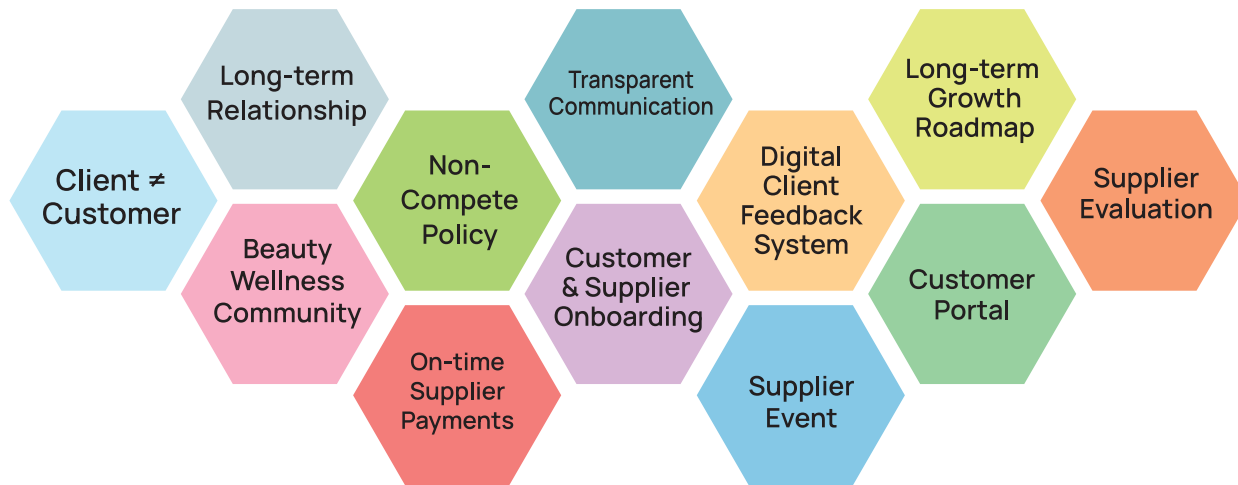 Client ≠
Customer
Long-term
Relationship
Beauty
Wellness
Community
Non-
Compete
Policy
On-time
Supplier
Payments
Transparent
Communication
Customer
& Supplier
Onboarding
Digital
Client
Feedback
System
Supplier
Event
Long-term
Growth
Roadmap
Customer
Portal
Supplier
Evaluation